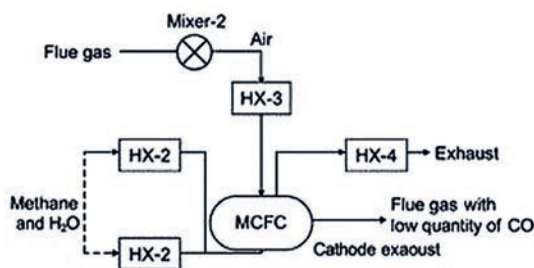 Mixer-2
Flue gas
Air
HX-3
HX-2
HX-4
Exhaust
Methane
and H₂O
MCFC
Flue gas with
low quantity of CO
Cathode exaoust
HX-2